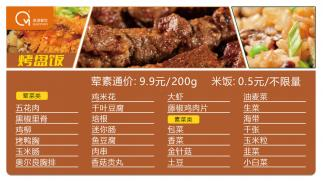 烤盘饭
荤素通价: 9.9元/200g 米饭: 0.5元/不限量
荤菜类
五花肉
黑椒里脊
鸡柳
烤鸭胸
玉米肠
奥尔良胸排
鸡米花
千叶豆腐
培根
迷你肠
鱼豆腐
肉串
香菇贡丸
大虾
藤椒鸡肉片
素菜类
包菜
香菜
金针菇
土豆
油麦菜
生菜
海带
干张
玉米粒
韭菜
小白菜